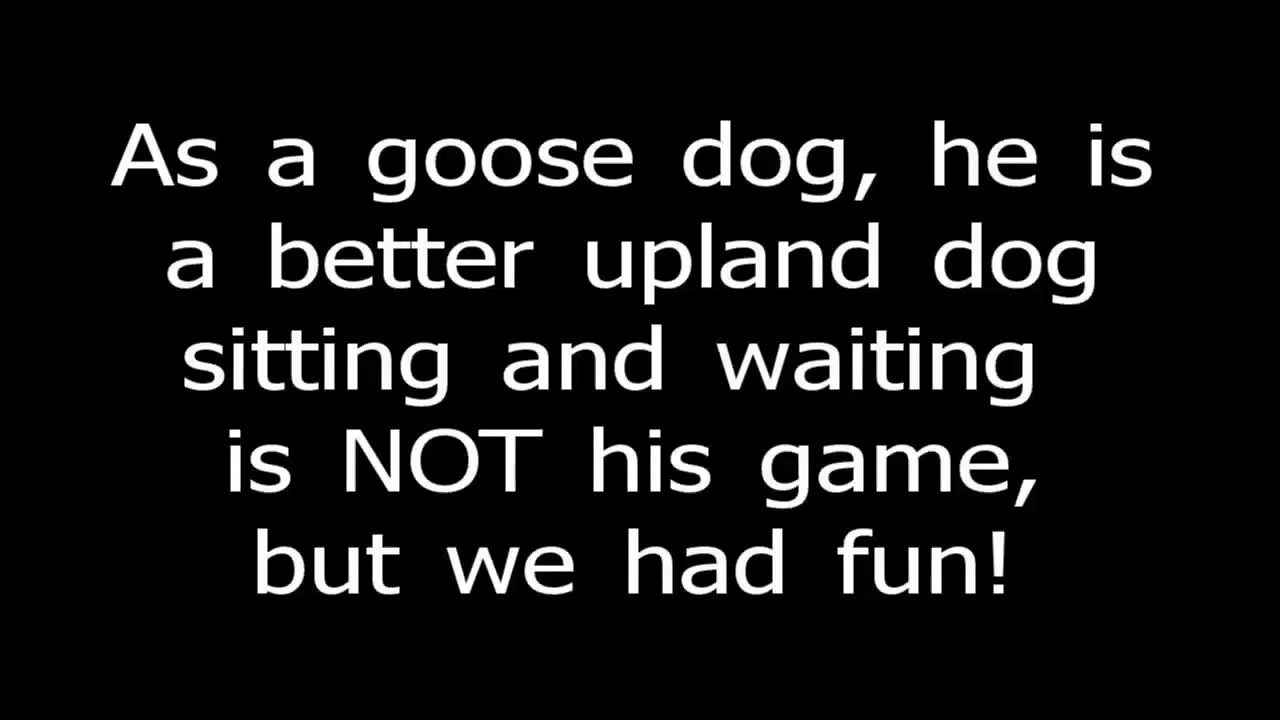 As a goose dog, he is
a better upland dog
sitting and waiting
is NOT his game,
but we had fun!